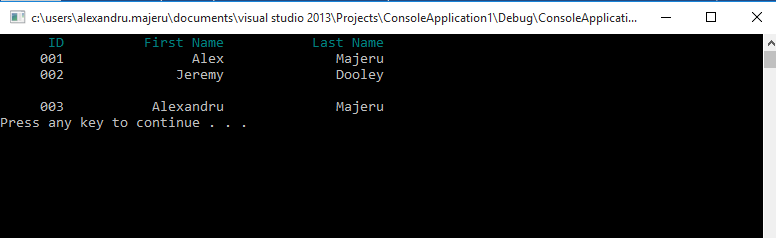 c:\users\alexandru.majeru\documents\visual studio 2013\Projects\ConsoleApplication1\Debug\ConsoleApplicati...
ID First Name Last Name
001 Alex Majeru
002 Jeremy Dooley
003 Alexandru Majeru
Press any key to continue . . .